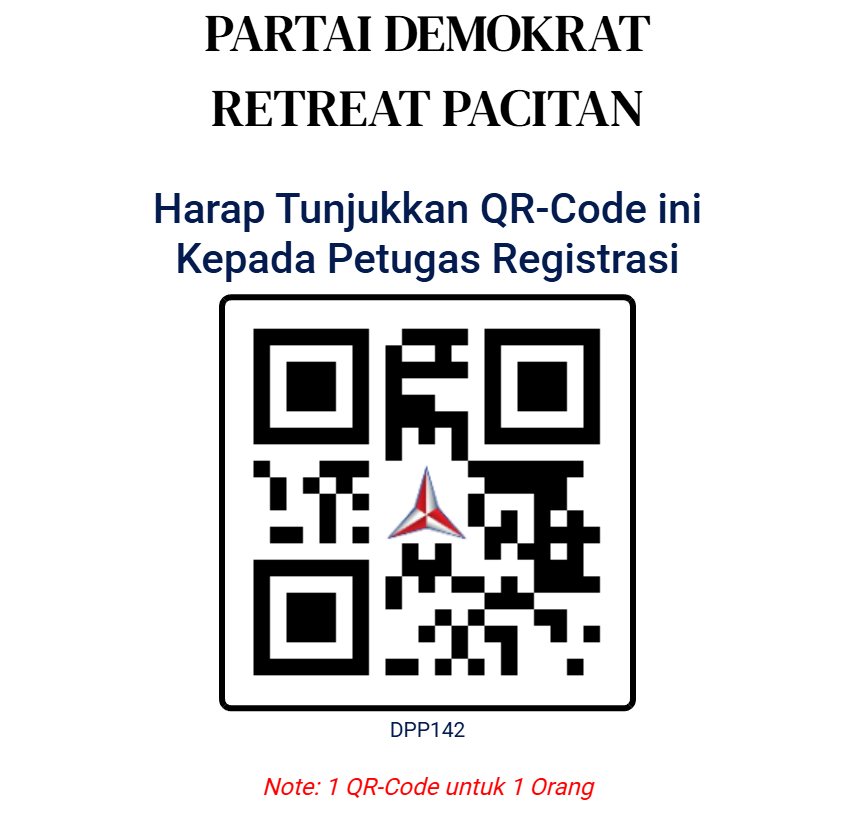 PARTAI DEMOKRAT
RETREAT PACITAN
Harap Tunjukkan QR-Code ini
Kepada Petugas Registrasi
DPP142
Note: 1 QR-Code untuk 1 Orang